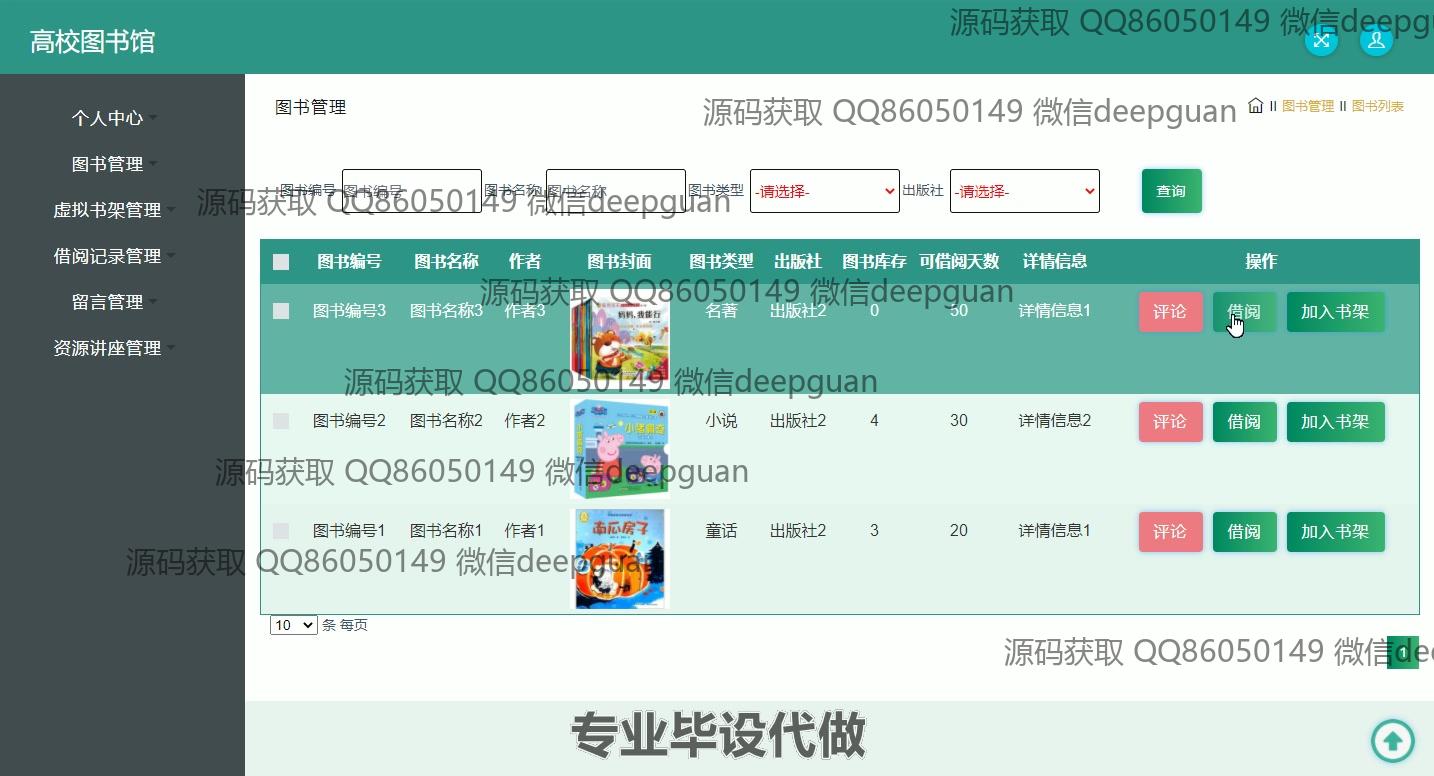 源码获取 QQ86050149 微信deepgu
高校图书馆
个人中心
图书管理
虚拟书架管理
借阅记录管理
留言管理
资源讲座管理
图书管理
源码获取 QQ86050149 微信deepguan
图书管理 图书列表
图书编号 图书编号 图书名称 图书名称 图书类型 -请选择- 出版社 -请选择- 查询
源码获取 QQ86050149 微信deepguan
图书编号 图书名称 作者 图书封面 图书类型 出版社 图书库存 可借阅天数 详情信息 操作
源码获取 QQ86050149 微信deepguan
图书编号3 图书名称3 作者3 名著 出版社2 0 50 详情信息1 评论 借阅 加入书架
妈妈,我能行
源码获取 QQ86050149 微信deepguan
图书编号2 图书名称2 作者2 小说 出版社2 4 30 详情信息2 评论 借阅 加入书架
小猪佩奇
源码获取 QQ86050149 微信deepguan
图书编号1 图书名称1 作者1 童话 出版社2 3 20 详情信息1 评论 借阅 加入书架
南瓜房子
源码获取 QQ86050149 微信deepguan
10 条 每页
源码获取 QQ86050149 微信dee
1
专业毕设代做